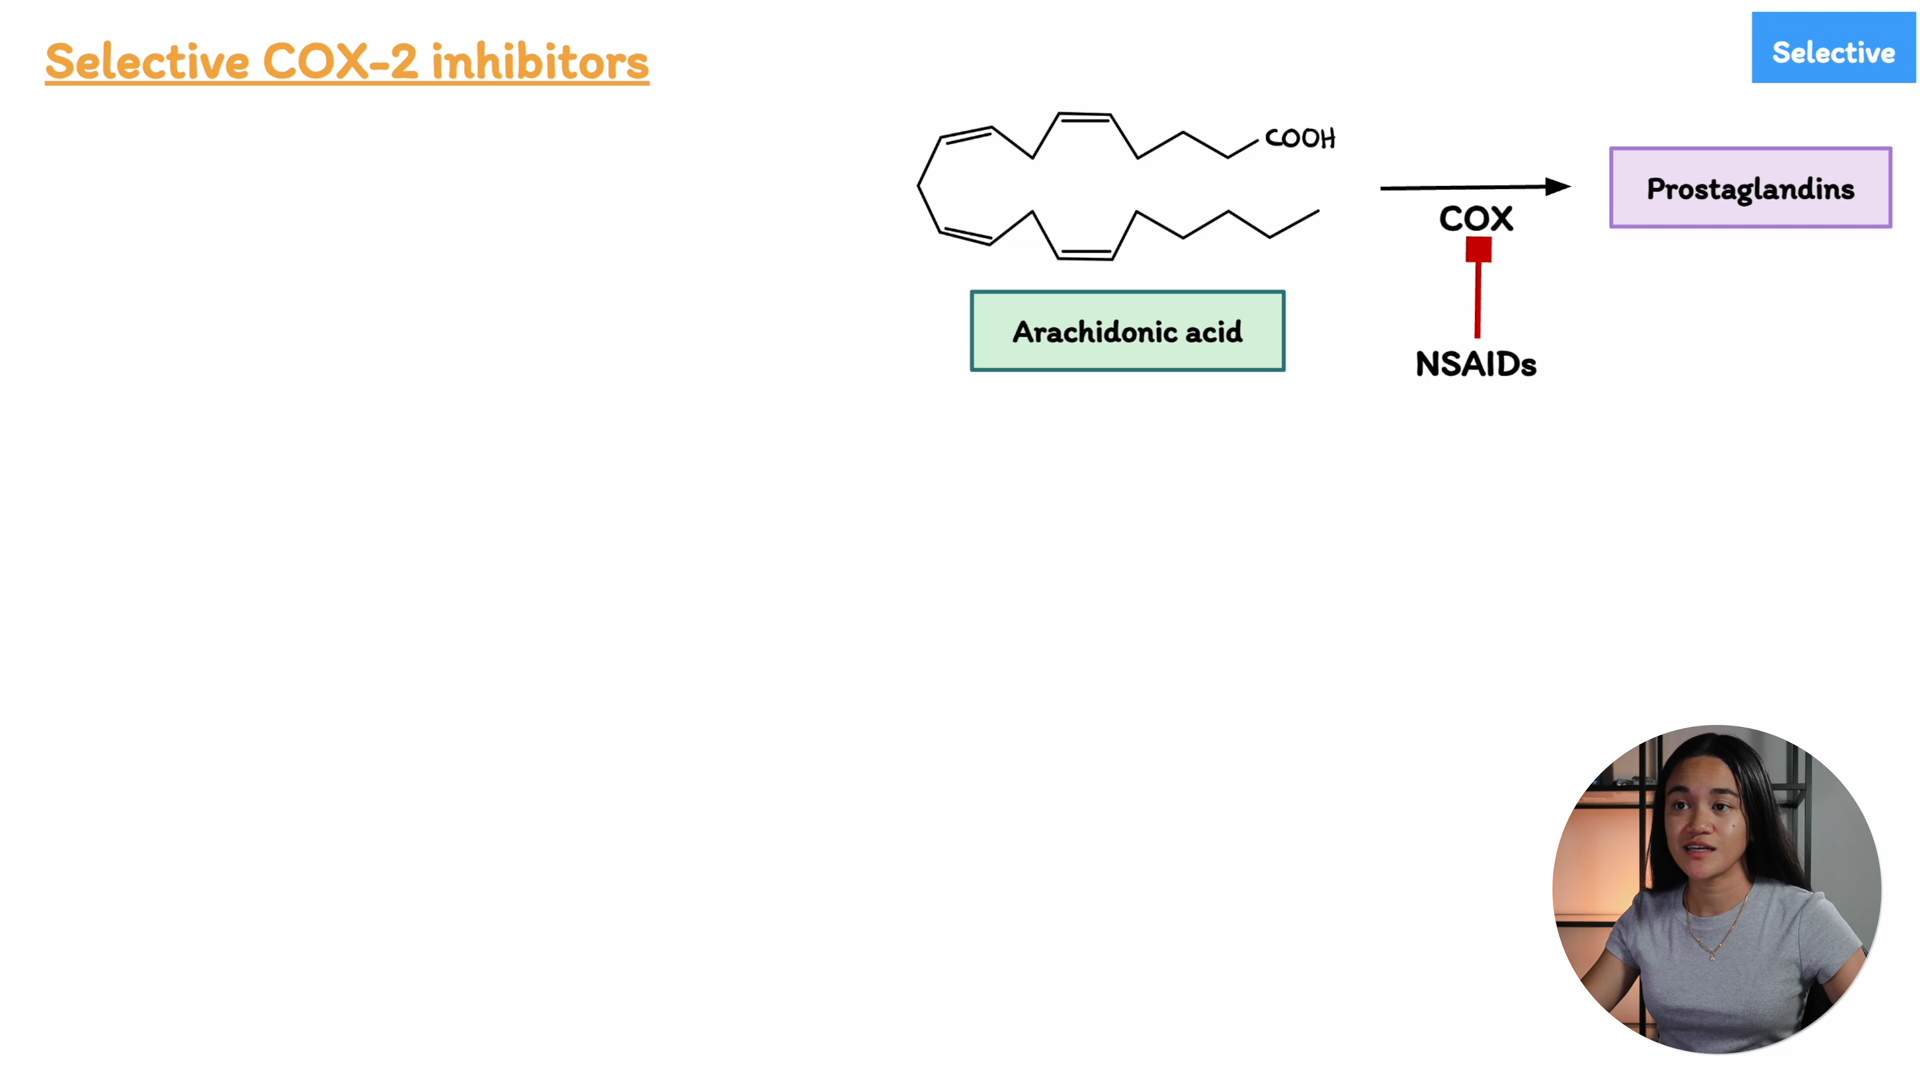 Selective COX-2 inhibitors
Selective
COOH
COX
Prostaglandins
Arachidonic acid
NSAIDs